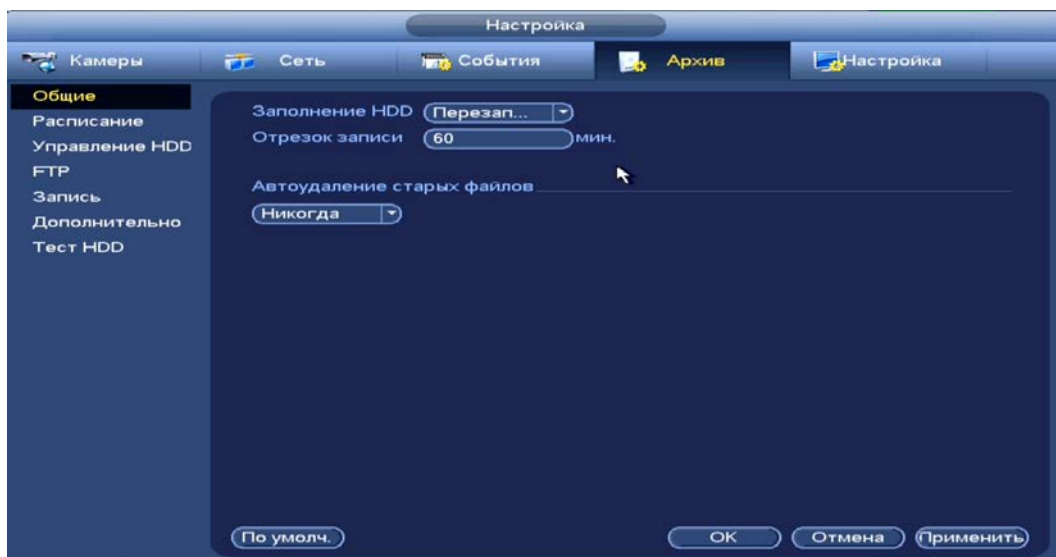 Настройка
Камеры Сеть События Архив Настройка
Общие
Расписание
Управление HDD
FTP
Запись
Дополнительно
Тест HDD
Заполнение HDD Перезап...
Отрезок записи 60 мин.
Автоудаление старых файлов
Никогда
По умолч. OK Отмена Применить